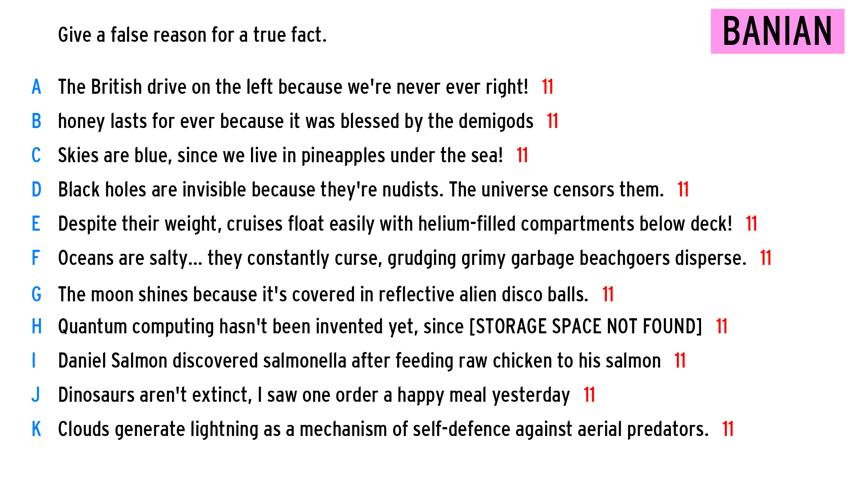 Give a false reason for a true fact.
BANIAN
A The British drive on the left because we're never ever right! 11
B honey lasts for ever because it was blessed by the demigods 11
C Skies are blue, since we live in pineapples under the sea! 11
D Black holes are invisible because they're nudists. The universe censors them. 11
E Despite their weight, cruises float easily with helium-filled compartments below deck! 11
F Oceans are salty... they constantly curse, grudging grimy garbage beachgoers disperse. 11
G The moon shines because it's covered in reflective alien disco balls. 11
H Quantum computing hasn't been invented yet, since [STORAGE SPACE NOT FOUND] 11
I Daniel Salmon discovered salmonella after feeding raw chicken to his salmon 11
J Dinosaurs aren't extinct, I saw one order a happy meal yesterday 11
K Clouds generate lightning as a mechanism of self-defence against aerial predators. 11